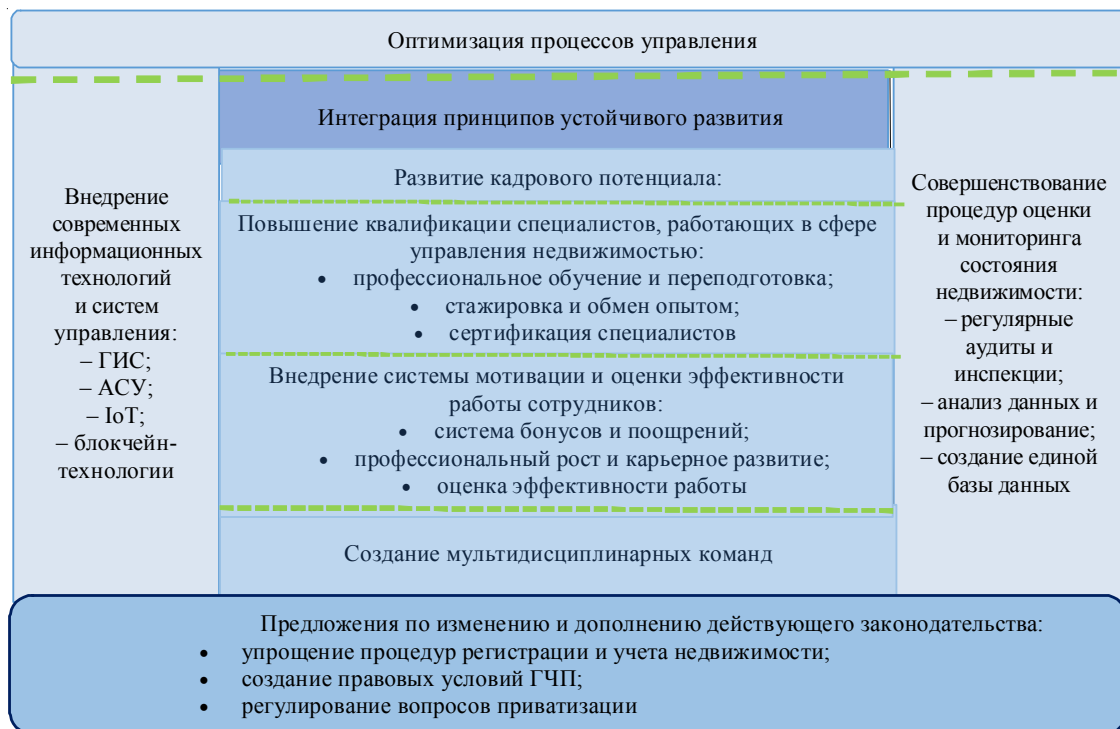 Оптимизация процессов управления
Внедрение
современных
информационных
технологий
и систем
управления:
– ГИС;
– АСУ;
– IoT;
– блокчейн-
технологии
Интеграция принципов устойчивого развития
Развитие кадрового потенциала:
Повышение квалификации специалистов, работающих в сфере
управления недвижимостью:
• профессиональное обучение и переподготовка;
• стажировка и обмен опытом;
• сертификация специалистов
Внедрение системы мотивации и оценки эффективности
работы сотрудников:
• система бонусов и поощрений;
• профессиональный рост и карьерное развитие;
• оценка эффективности работы
Создание мультидисциплинарных команд
Совершенствование
процедур оценки
и мониторинга
состояния
недвижимости:
– регулярные
аудиты и
инспекции;
– анализ данных и
прогнозирование;
– создание единой
базы данных
Предложения по изменению и дополнению действующего законодательства:
• упрощение процедур регистрации и учета недвижимости;
• создание правовых условий ГЧП;
• регулирование вопросов приватизации